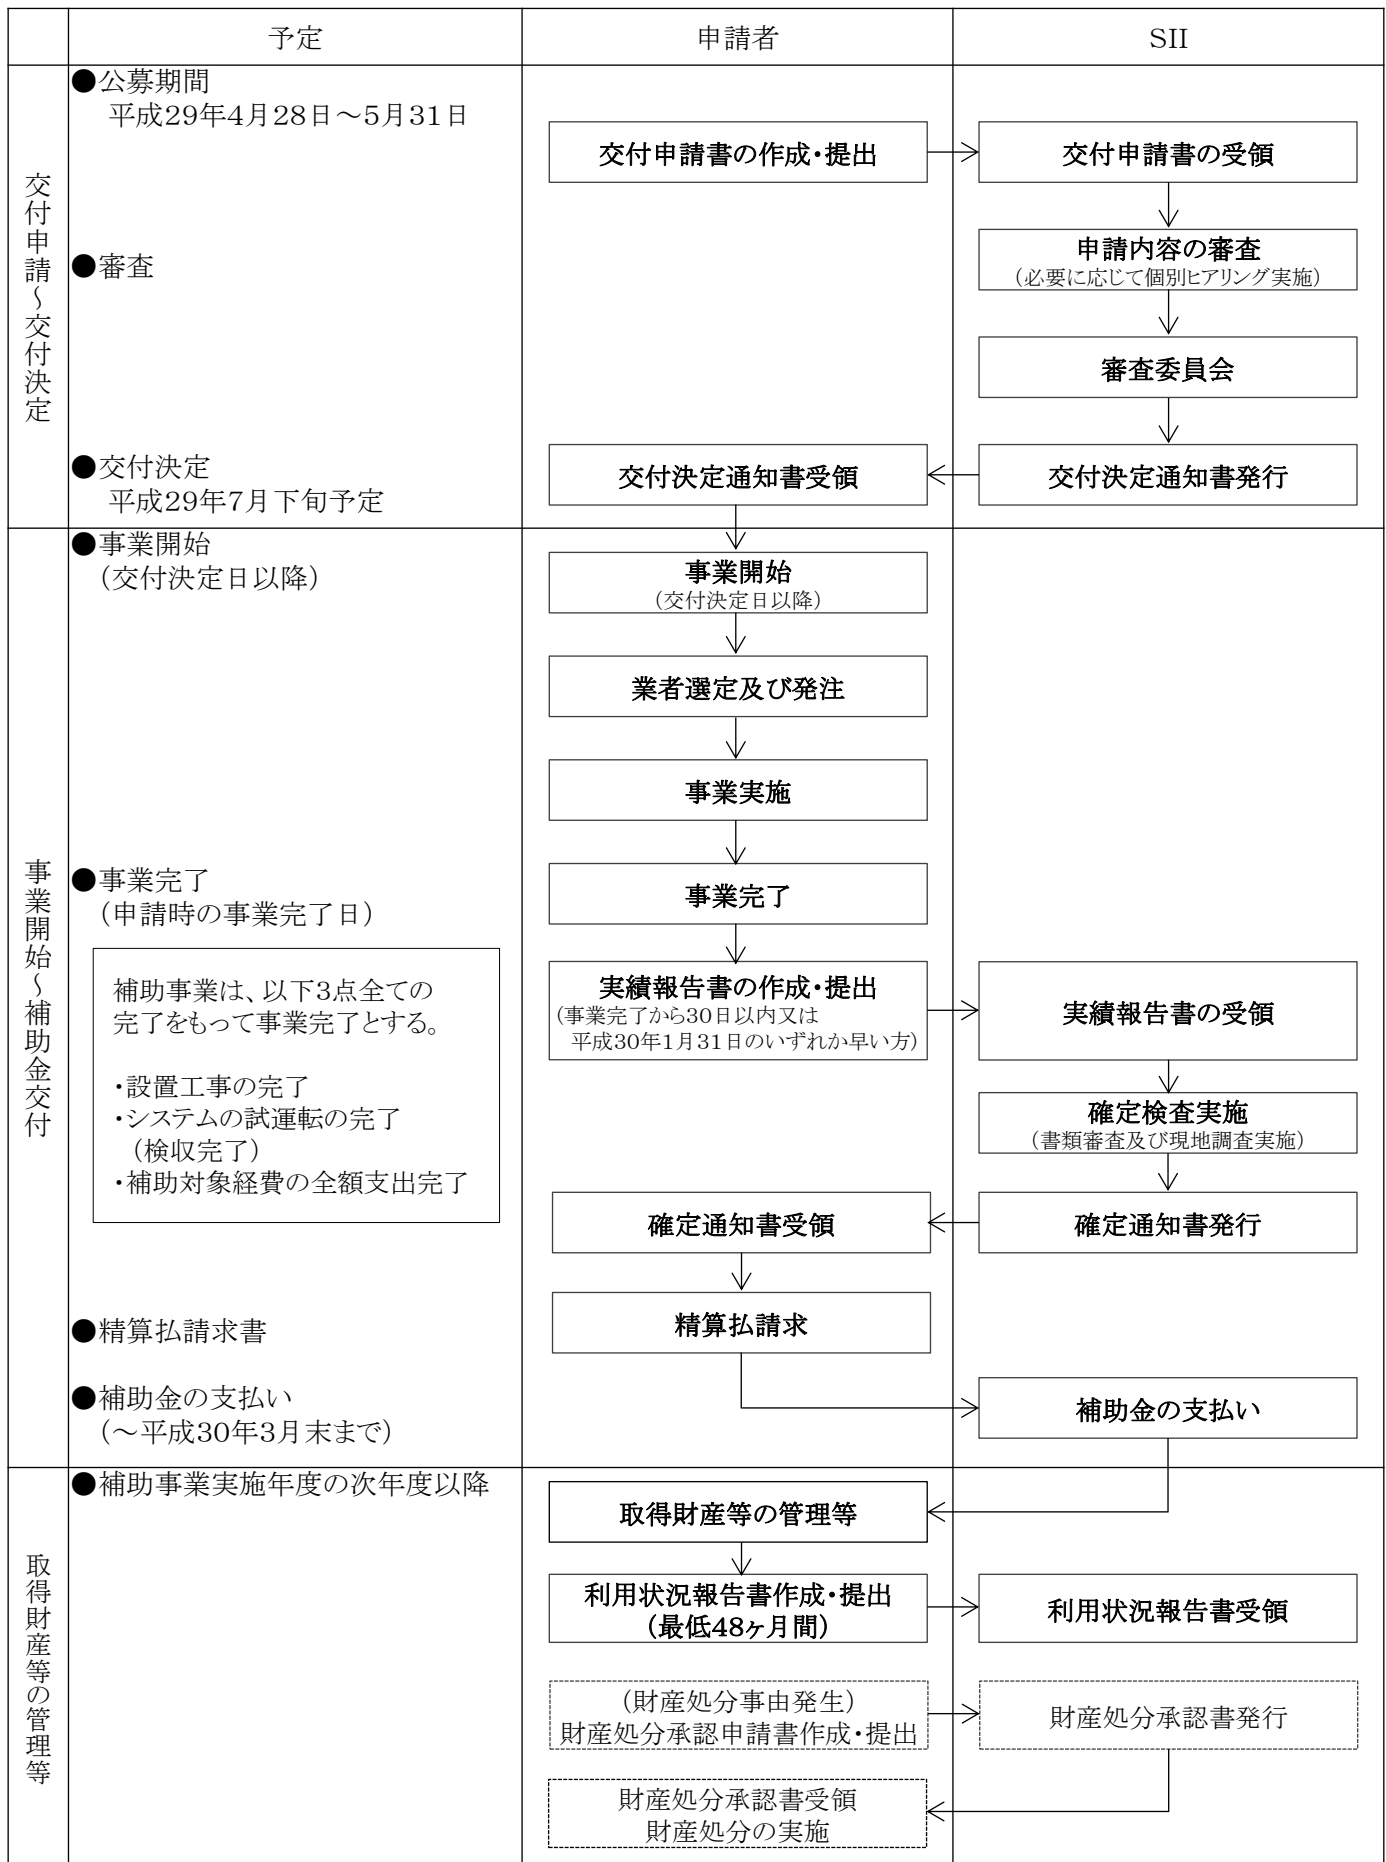 予定
申請者
SII
交付申請～交付決定
●公募期間
平成29年4月28日～5月31日
交付申請書の作成・提出
交付申請書の受領
●審査
申請内容の審査
（必要に応じて個別ヒアリング実施）
審査委員会
●交付決定
平成29年7月下旬予定
交付決定通知書受領
交付決定通知書発行
事業開始～補助金交付
●事業開始
（交付決定日以降）
事業開始
（交付決定日以降）
業者選定及び発注
事業実施
●事業完了
（申請時の事業完了日）
事業完了
補助事業は、以下3点全ての
完了をもって事業完了とする。
・設置工事の完了
・システムの試運転の完了
（検収完了）
・補助対象経費の全額支出完了
実績報告書の作成・提出
（事業完了から30日以内又は
平成30年1月31日のいずれか早い方）
実績報告書の受領
確定検査実施
（書類審査及び現地調査実施）
確定通知書受領
確定通知書発行
●精算払請求書
精算払請求
●補助金の支払い
（～平成30年3月末まで）
補助金の支払い
取得財産等の管理等
●補助事業実施年度の次年度以降
取得財産等の管理等
利用状況報告書作成・提出
（最低48ヶ月間）
利用状況報告書受領
（財産処分事由発生）
財産処分承認申請書作成・提出
財産処分承認書発行
財産処分承認書受領
財産処分の実施